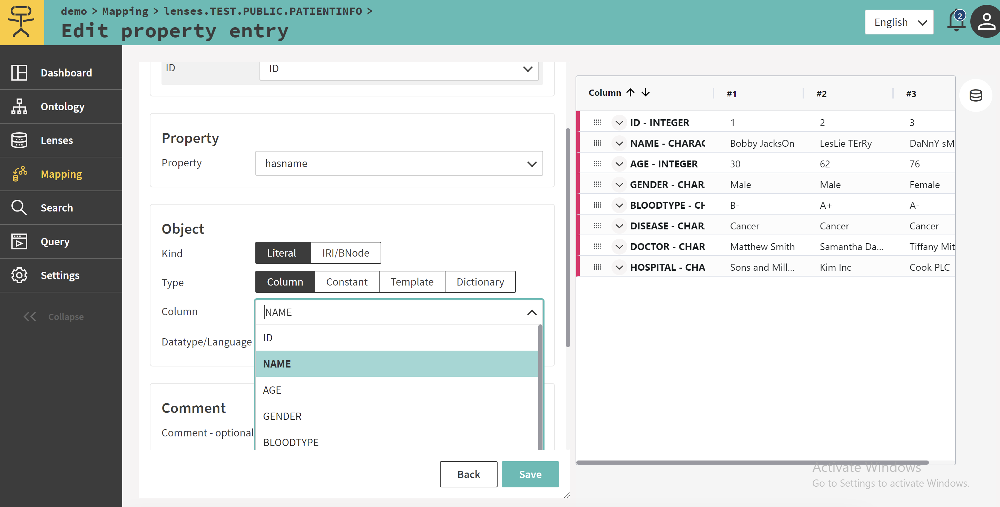 demo > Mapping > lenses.TEST.PUBLIC.PATIENTINFO >
Edit property entry
English
2
Dashboard
Ontology
Lenses
Mapping
Search
Query
Settings
Collapse
ID
ID
Property
Property
hasname
Object
Kind
Literal
IRI/BNode
Type
Column
Constant
Template
Dictionary
Column
NAME
ID
NAME
AGE
GENDER
BLOODTYPE
Datatype/Language
Comment
Comment - optional
Back
Save
Column #1 #2 #3
ID - INTEGER 1 2 3
NAME - CHARAC Bobby JacksOn LesLie TErRy DaNnY sM
AGE - INTEGER 30 62 76
GENDER - CHAR Male Male Female
BLOODTYPE - CH B- A+ A-
DISEASE - CHAR Cancer Cancer Cancer
DOCTOR - CHAR Matthew Smith Samantha Da... Tiffany Mit
HOSPITAL - CHA Sons and Mill... Kim Inc Cook PLC
Activate Windows
Go to Settings to activate Windows.